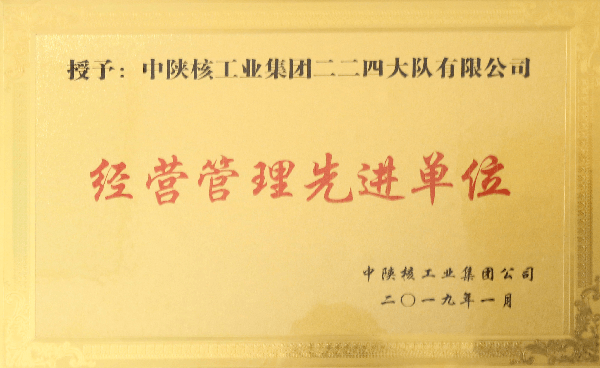 授予：中陕核工业集团二二四大队有限公司
经营管理先进单位
中陕核工业集团公司
二〇一九年一月